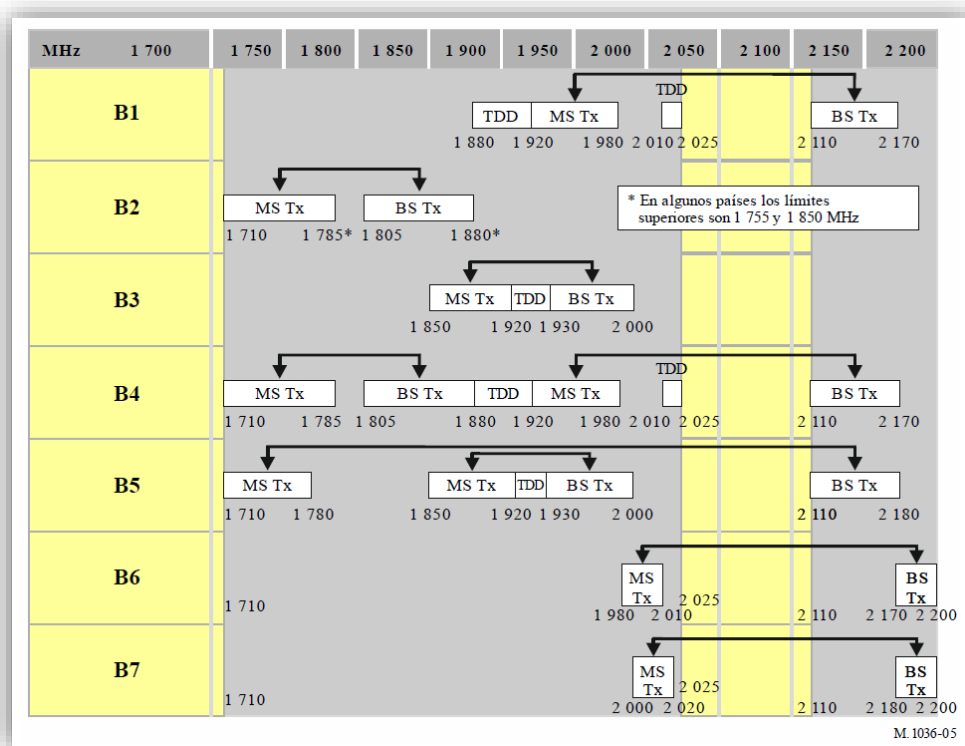 MHz 1 700 1 750 1 800 1 850 1 900 1 950 2 000 2 050 2 100 2 150 2 200
B1
TDD
TDD MS Tx BS Tx
1 880 1 920 1 980 2 010 2 025 2 110 2 170
B2
MS Tx BS Tx
* En algunos países los límites
superiores son 1 755 y 1 850 MHz
1 710 1 785* 1 805 1 880*
B3
MS Tx TDD BS Tx
1 850 1 920 1 930 2 000
B4
TDD
MS Tx BS Tx TDD MS Tx BS Tx
1 710 1 785 1 805 1 880 1 920 1 980 2 010 2 025 2 110 2 170
B5
MS Tx MS Tx TDD BS Tx BS Tx
1 710 1 780 1 850 1 920 1 930 2 000 2 110 2 180
B6
MS
Tx
BS
Tx
1 710 2 025
1 980 2 010 2 110 2 170 2 200
B7
MS
Tx
BS
Tx
1 710 2 025
2 000 2 020 2 110 2 180 2 200
M.1036-05